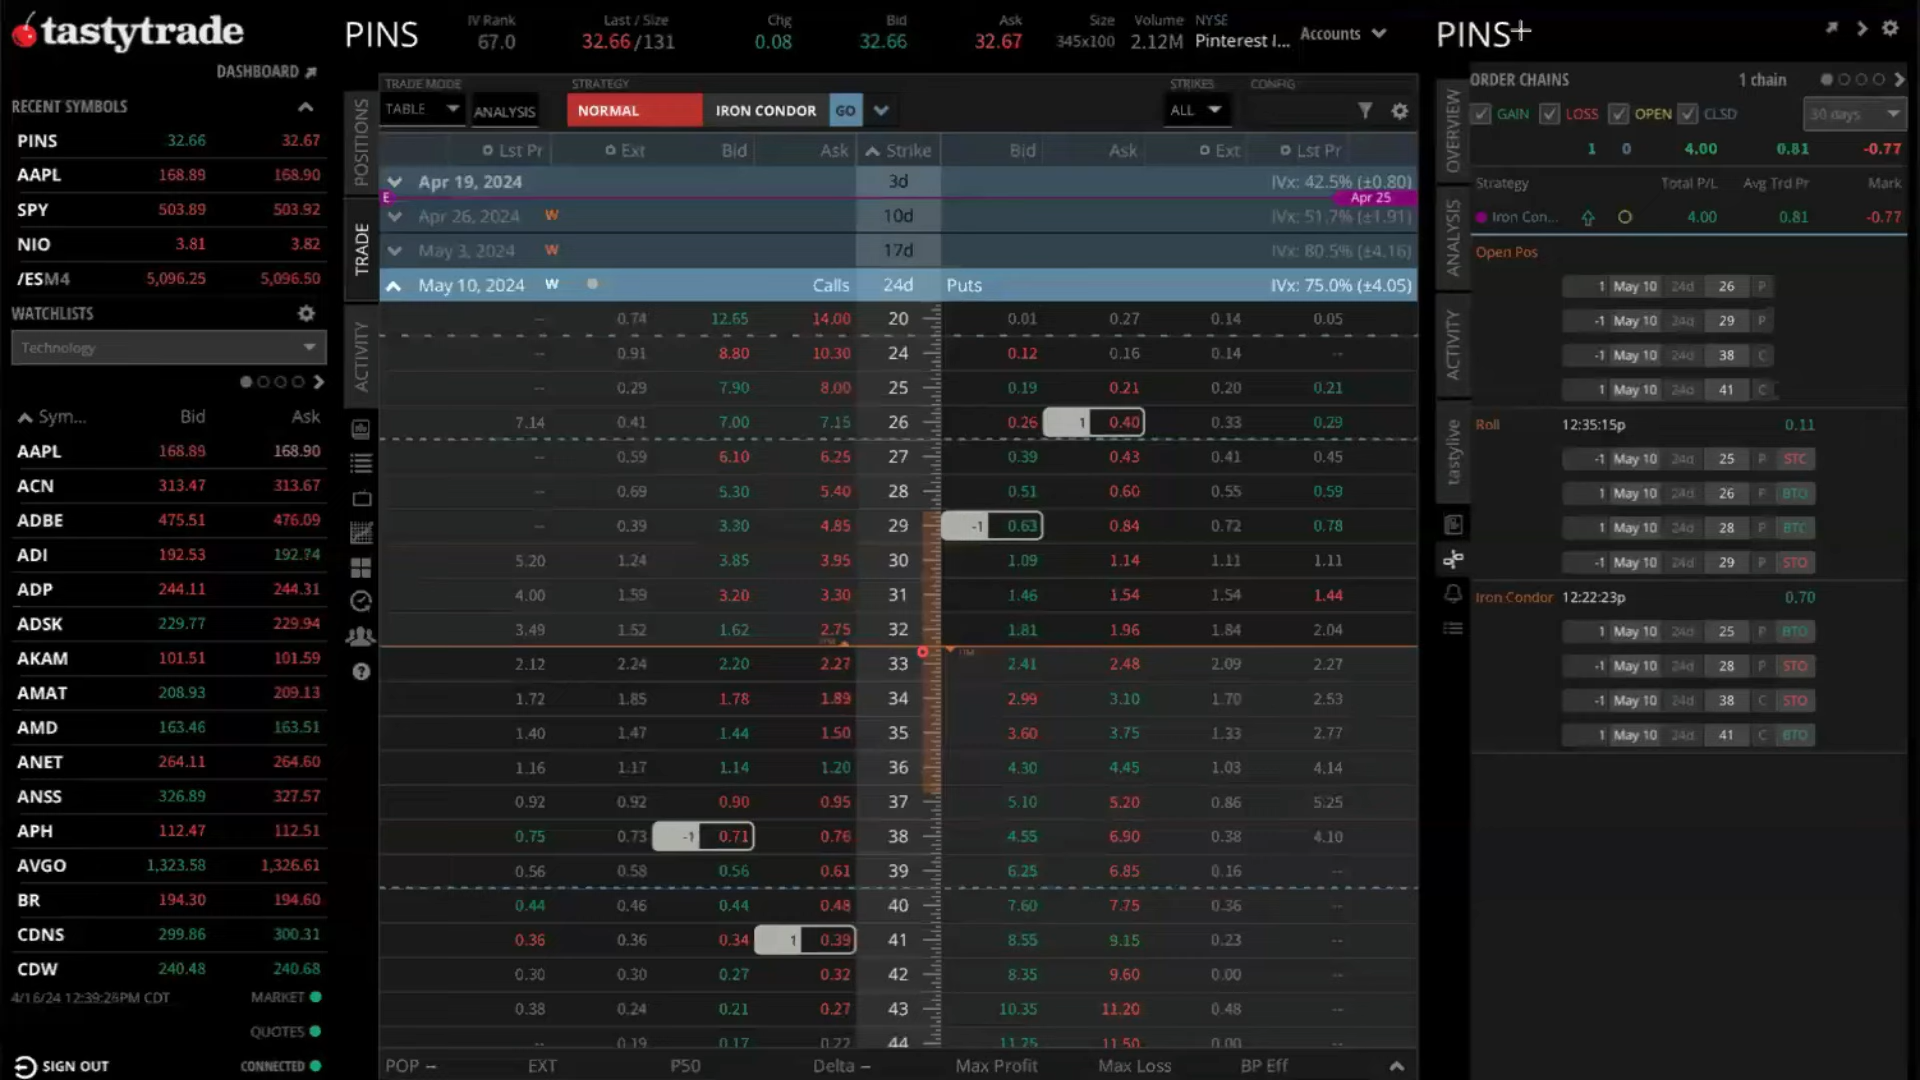 tastytrade
DASHBOARD
RECENT SYMBOLS
PINS 32.66 32.67
AAPL 168.89 168.90
SPY 503.89 503.92
NIO 3.81 3.82
/ESM4 5,096.25 5,096.50
WATCHLISTS
Technology
Sym... Bid Ask
AAPL 168.89 168.90
ACN 313.47 313.67
ADBE 475.51 476.09
ADI 192.53 192.74
ADP 244.11 244.31
ADSK 229.77 229.94
AKAM 101.51 101.59
AMAT 208.93 209.13
AMD 163.46 163.51
ANET 264.11 264.60
ANSS 326.89 327.57
APH 112.47 112.51
AVGO 1,323.58 1,326.61
BR 194.30 194.60
CDNS 299.86 300.31
CDW 240.48 240.68
4/16/24 12:39:26PM CDT MARKET
QUOTES
SIGN OUT CONNECTED
PINS
IV Rank Last / Size Chg Bid Ask Size Volume NYSE
67.0 32.66/131 0.08 32.66 32.67 345x100 2.12M Pinterest I...
Accounts
POSITIONS
TRADE
ACTIVITY
TRADE MODE STRATEGY STRIKES CONFIG
TABLE ANALYSIS NORMAL IRON CONDOR GO ALL
Lst Pr Ext Bid Ask Strike Bid Ask Ext Lst Pr
Apr 19, 2024 3d IVx: 42.5% (±0.80)
E Apr 25
Apr 26, 2024 W 10d IVx: 51.7% (±1.91)
May 3, 2024 W 17d IVx: 80.5% (±4.16)
May 10, 2024 W Calls 24d Puts IVx: 75.0% (±4.05)
-- 0.74 12.65 14.00 20 0.01 0.27 0.14 0.05
-- 0.91 8.80 10.30 24 0.12 0.16 0.14 --
-- 0.29 7.90 8.00 25 0.19 0.21 0.20 0.21
7.14 0.41 7.00 7.15 26 0.26 1 0.40 0.33 0.29
-- 0.59 6.10 6.25 27 0.39 0.43 0.41 0.45
-- 0.69 5.30 5.40 28 0.51 0.60 0.55 0.59
-- 0.39 3.30 4.85 29 -1 0.63 0.84 0.72 0.78
5.20 1.24 3.85 3.95 30 1.09 1.14 1.11 1.11
4.00 1.59 3.20 3.30 31 1.46 1.54 1.54 1.44
3.49 1.52 1.62 2.75 32 1.81 1.96 1.84 2.04
ITM ITM
2.12 2.24 2.20 2.27 33 2.41 2.48 2.09 2.27
1.72 1.85 1.78 1.89 34 2.99 3.10 1.70 2.53
1.40 1.47 1.44 1.50 35 3.60 3.75 1.33 2.77
1.16 1.17 1.14 1.20 36 4.30 4.45 1.03 4.14
0.92 0.92 0.90 0.95 37 5.10 5.20 0.86 5.25
0.75 0.73 -1 0.71 0.76 38 4.55 6.90 0.38 4.10
0.56 0.58 0.56 0.61 39 6.25 6.85 0.16 --
0.44 0.46 0.44 0.48 40 7.60 7.75 0.36 --
0.36 0.36 0.34 1 0.39 41 8.55 9.15 0.23 --
0.30 0.30 0.27 0.32 42 8.35 9.60 0.00 --
0.38 0.24 0.21 0.27 43 10.35 11.20 0.48 --
0.19 0.17 0.22 44 11.75 11.50 0.00 --
POP -- EXT P50 Delta -- Max Profit Max Loss BP Eff
PINS
OVERVIEW
ANALYSIS
ACTIVITY
tastylive
ORDER CHAINS 1 chain
GAIN LOSS OPEN CLSD 30 days
1 0 4.00 0.81 -0.77
Strategy Total P/L Avg Trd Pr Mark
Iron Con... 4.00 0.81 -0.77
Open Pos
1 May 10 24d 26 P
-1 May 10 24d 29 P
-1 May 10 24d 38 C
1 May 10 24d 41 C
Roll 12:35:15p 0.11
-1 May 10 24d 25 P STC
1 May 10 24d 26 P BTO
1 May 10 24d 28 P BTC
-1 May 10 24d 29 P STO
Iron Condor 12:22:23p 0.70
1 May 10 24d 25 P BTO
-1 May 10 24d 28 P STO
-1 May 10 24d 38 C STO
1 May 10 24d 41 C BTO